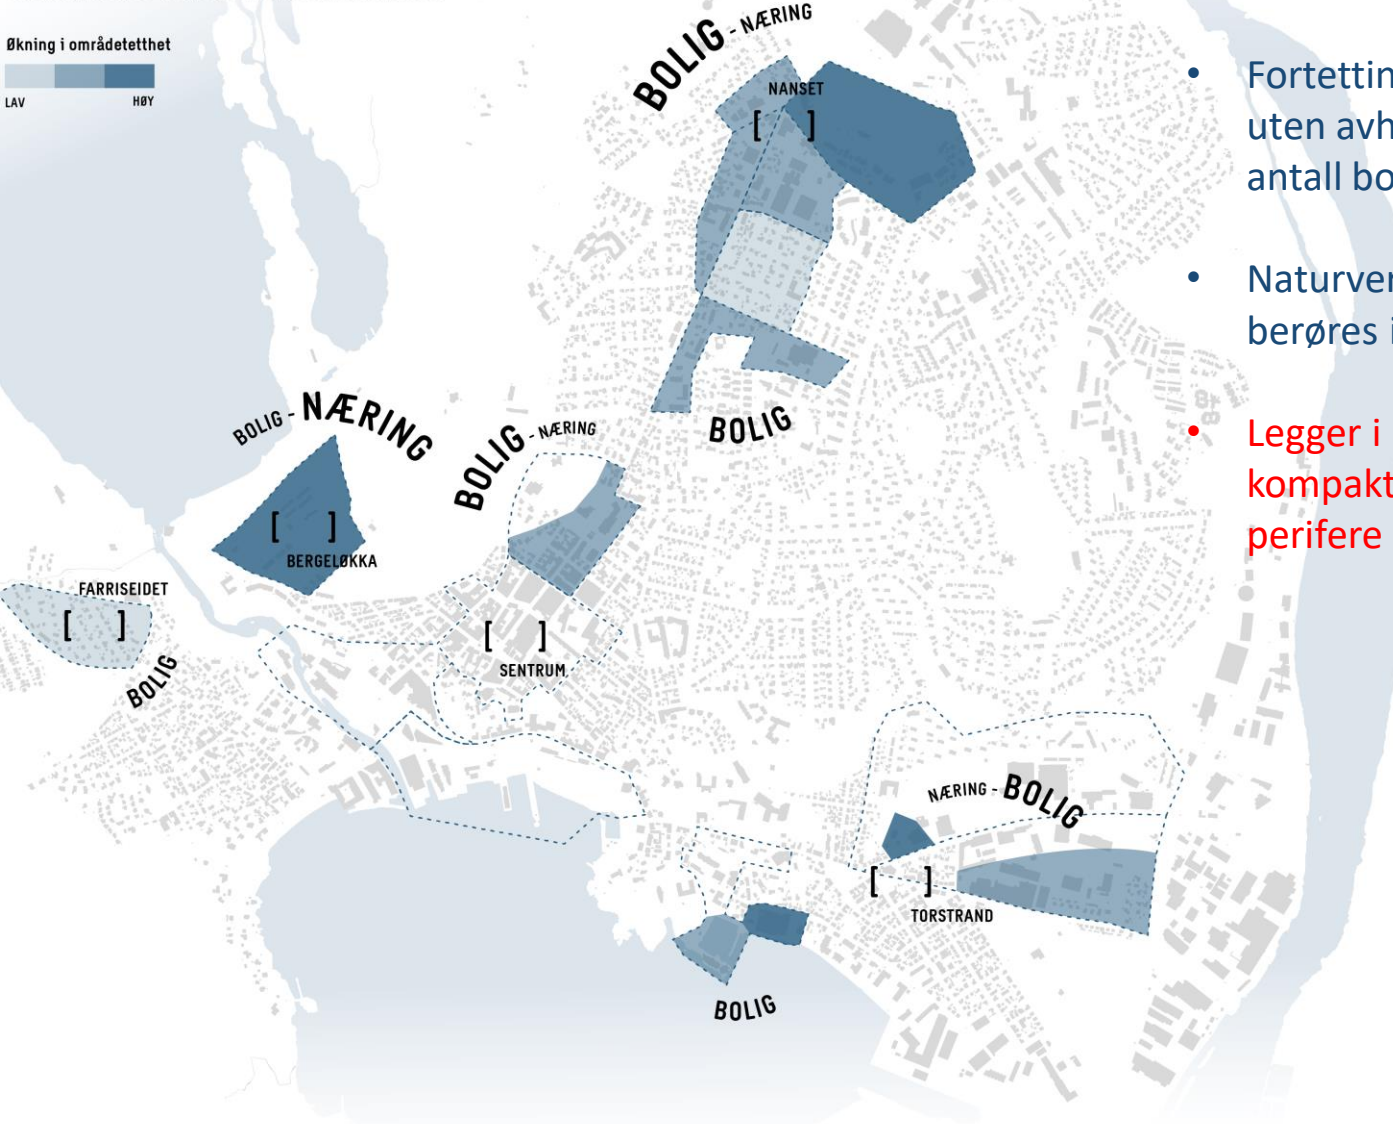 Økning i områdetetthet
LAV HØY
BOLIG - NÆRING
NANSET
[ ]
BOLIG
BOLIG - NÆRING
[ ]
BERGELØKKA
BOLIG - NÆRING
FARRISEIDET
[ ]
BOLIG
[ ]
SENTRUM
NÆRING - BOLIG
[ ]
TORSTRAND
BOLIG
• Fortettin
uten avh
antall bo
• Naturver
berøres i
• Legger i
kompakt
perifere